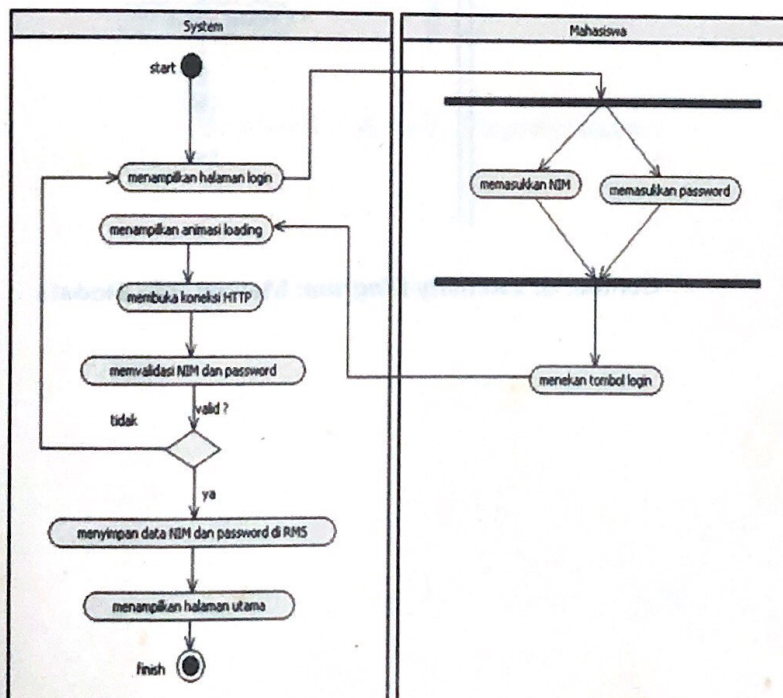 System
Mahasiswa
start
menampilkan halaman login
memasukkan NIM
memasukkan password
menampilkan animasi loading
membuka koneksi HTTP
memvalidasi NIM dan password
menekan tombol login
valid ?
tidak
ya
menyimpan data NIM dan password di RMS
menampilkan halaman utama
finish